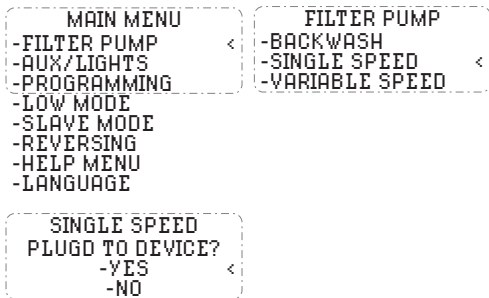 MAIN MENU
-FILTER PUMP <
-AUX/LIGHTS
-PROGRAMMING
-LOW MODE
-SLAVE MODE
-REVERSING
-HELP MENU
-LANGUAGE
FILTER PUMP
-BACKWASH
-SINGLE SPEED <
-VARIABLE SPEED
SINGLE SPEED
PLUGD TO DEVICE?
-YES <
-NO